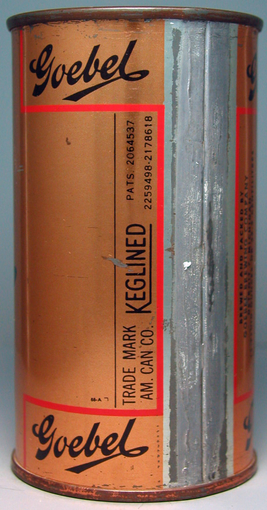 Goebel
PATS. 2064537
2259498-2178618
KEGLINED
TRADE MARK
AM. CAN CO.
Goebel